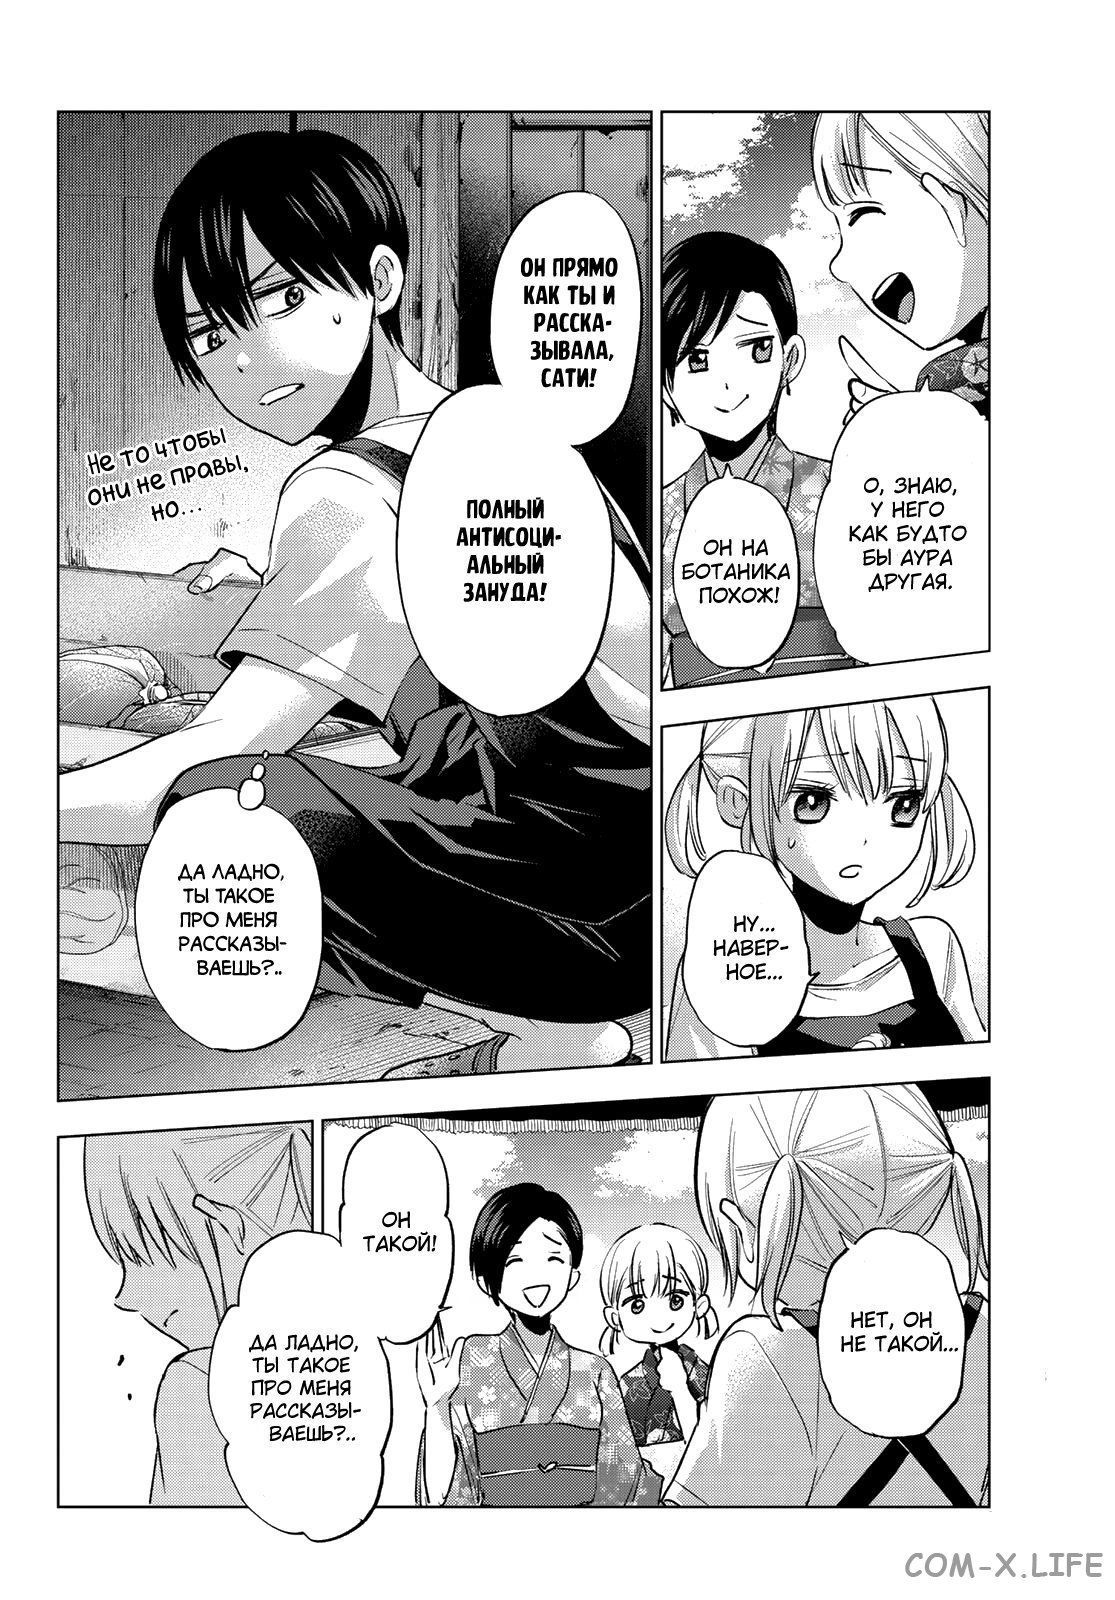 О, ЗНАЮ,
У НЕГО
КАК БУДТО
БЫ АУРА
ДРУГАЯ.
ОН НА
БОТАНИКА
ПОХОЖ!
ОН ПРЯМО
КАК ТЫ И
РАССКА-
ЗЫВАЛА,
САТИ!
ПОЛНЫЙ
АНТИСОЦИ-
АЛЬНЫЙ
ЗАНУДА!
Не то чтобы
они не правы,
но...
ДА ЛАДНО,
ТЫ ТАКОЕ
ПРО МЕНЯ
РАССКАЗЫ-
ВАЕШЬ?..
НУ...
НАВЕР-
НОЕ...
НЕТ, ОН
НЕ ТАКОЙ...
ОН
ТАКОЙ!
ДА ЛАДНО,
ТЫ ТАКОЕ
ПРО МЕНЯ
РАССКАЗЫ-
ВАЕШЬ?..
COM-X.LIFE